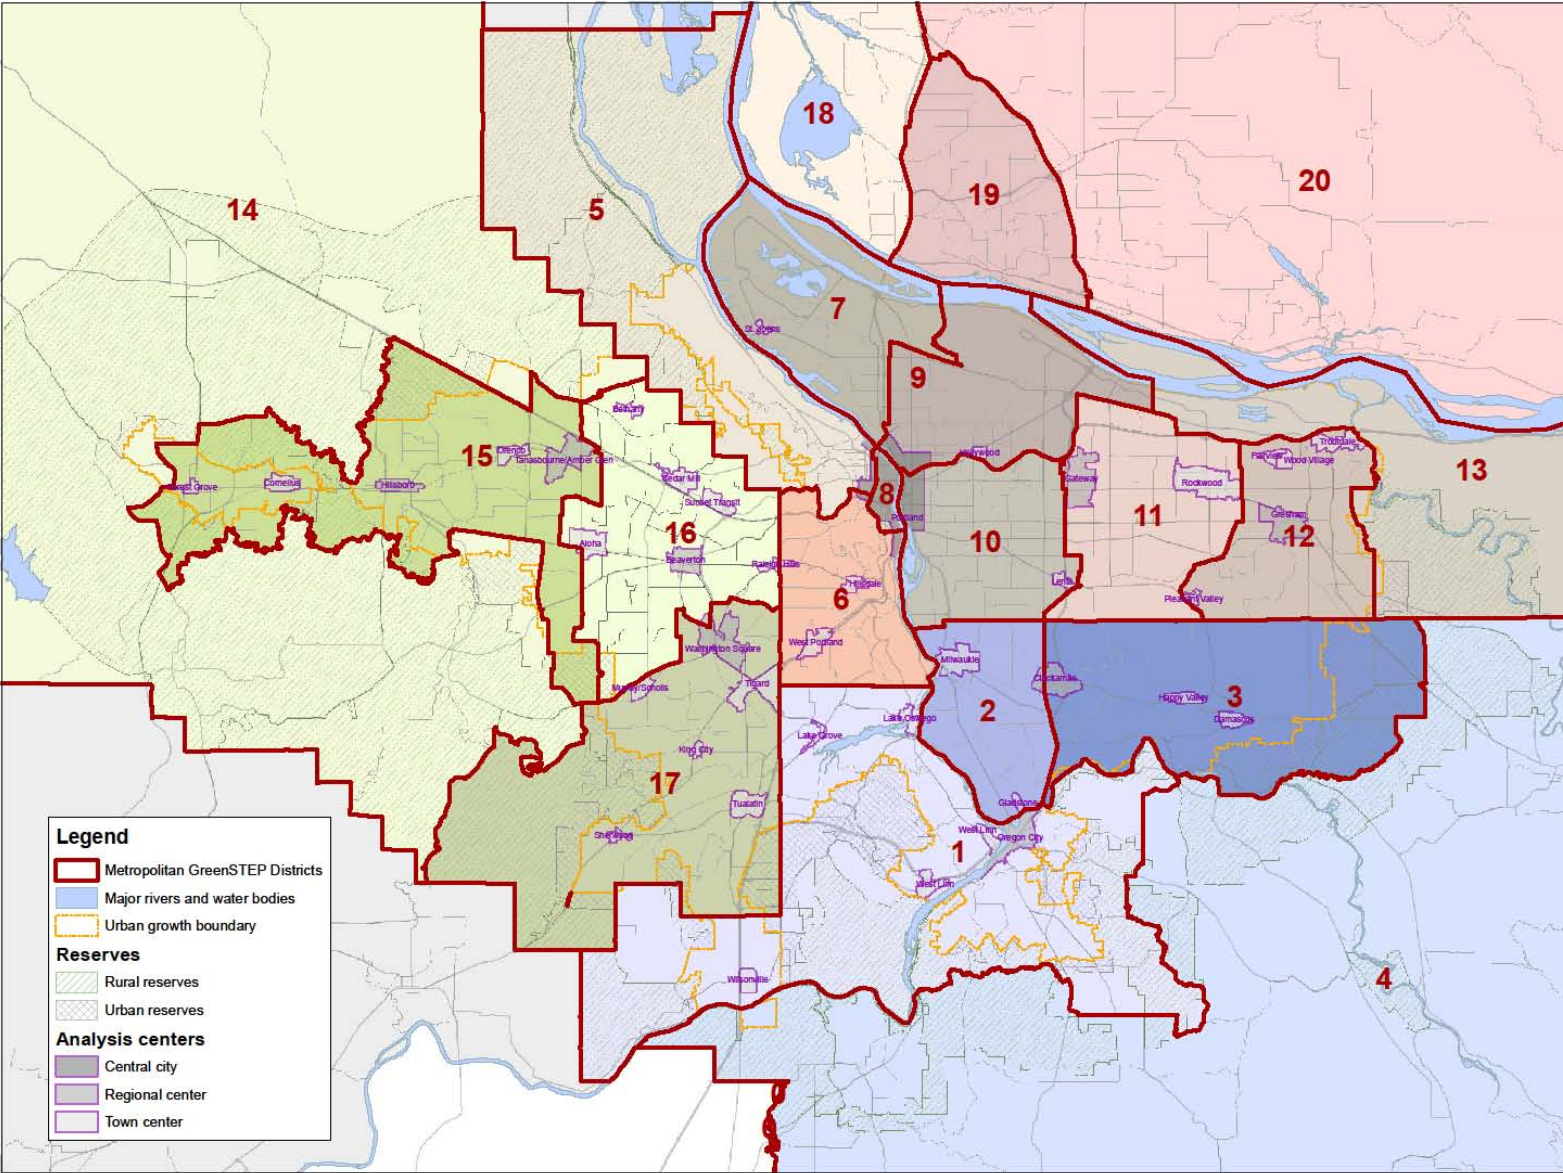 18
20
19
14
5
7
St. Johns
9
Bethany
15
Orenco
Tanasbourne/Amber Glen
Hollywood
Troutdale
Fairview
Wood Village
13
Forest Grove
Cornelius
Hillsboro
Cedar Mill
Gateway
Rockwood
Sunset Transit
8
Portland
11
Gresham
12
Aloha
16
Beaverton
Raleigh Hills
10
Hillsdale
6
Lents
Pleasant Valley
West Portland
Washington Square
Milwaukie
Murray/Scholls
Tigard
Clackamas
Happy Valley
3
2
Damascus
Lake Oswego
Lake Grove
King City
17
Tualatin
Gladstone
Sherwood
West Linn
Oregon City
1
West Linn
Wilsonville
4
Legend
Metropolitan GreenSTEP Districts
Major rivers and water bodies
Urban growth boundary
Reserves
Rural reserves
Urban reserves
Analysis centers
Central city
Regional center
Town center